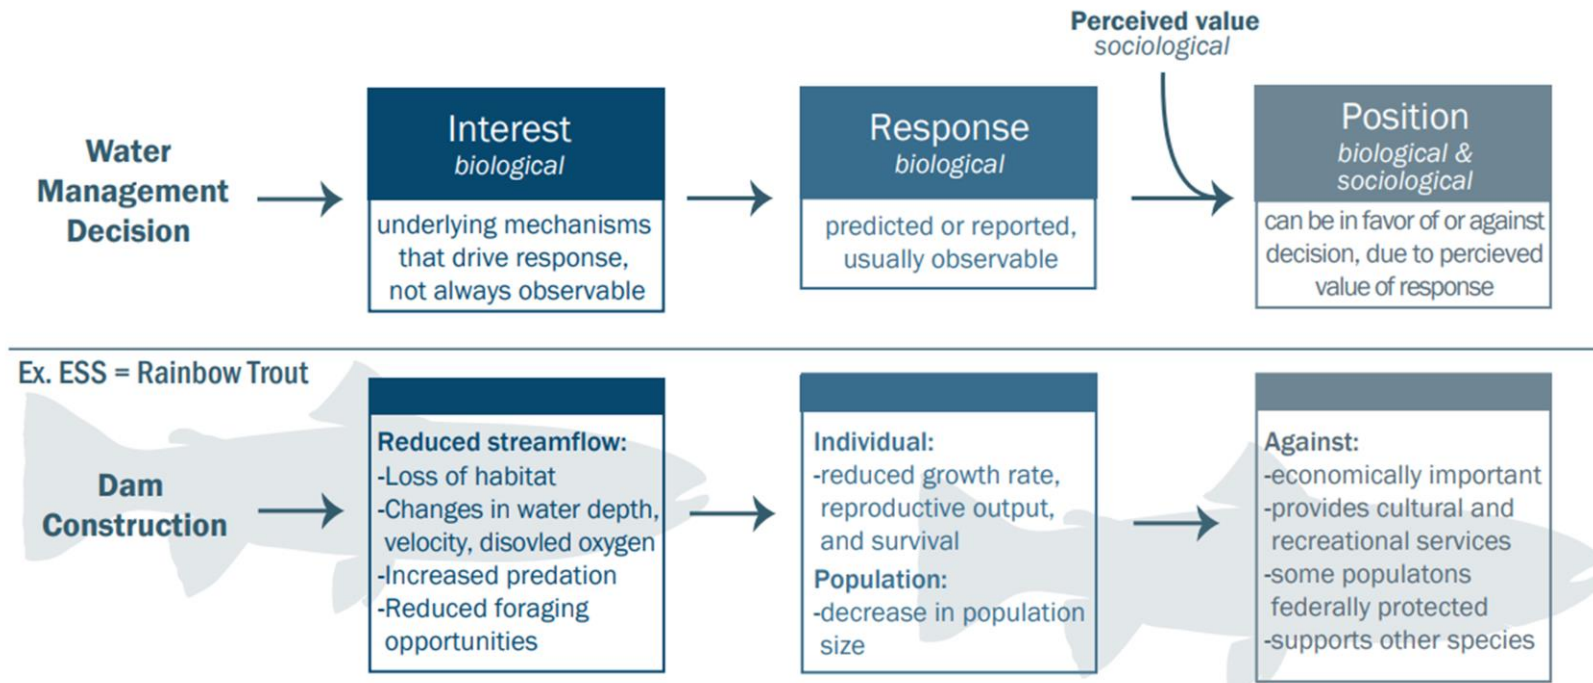 Perceived value
sociological
Water
Management
Decision
Interest
biological
underlying mechanisms
that drive response,
not always observable
Response
biological
predicted or reported,
usually observable
Position
biological &
sociological
can be in favor of or against
decision, due to percieved
value of response
Ex. ESS = Rainbow Trout
Dam
Construction
Reduced streamflow:
-Loss of habitat
-Changes in water depth,
velocity, disovled oxygen
-Increased predation
-Reduced foraging
opportunities
Individual:
-reduced growth rate,
reproductive output,
and survival
Population:
-decrease in population
size
Against:
-economically important
-provides cultural and
recreational services
-some populatons
federally protected
-supports other species